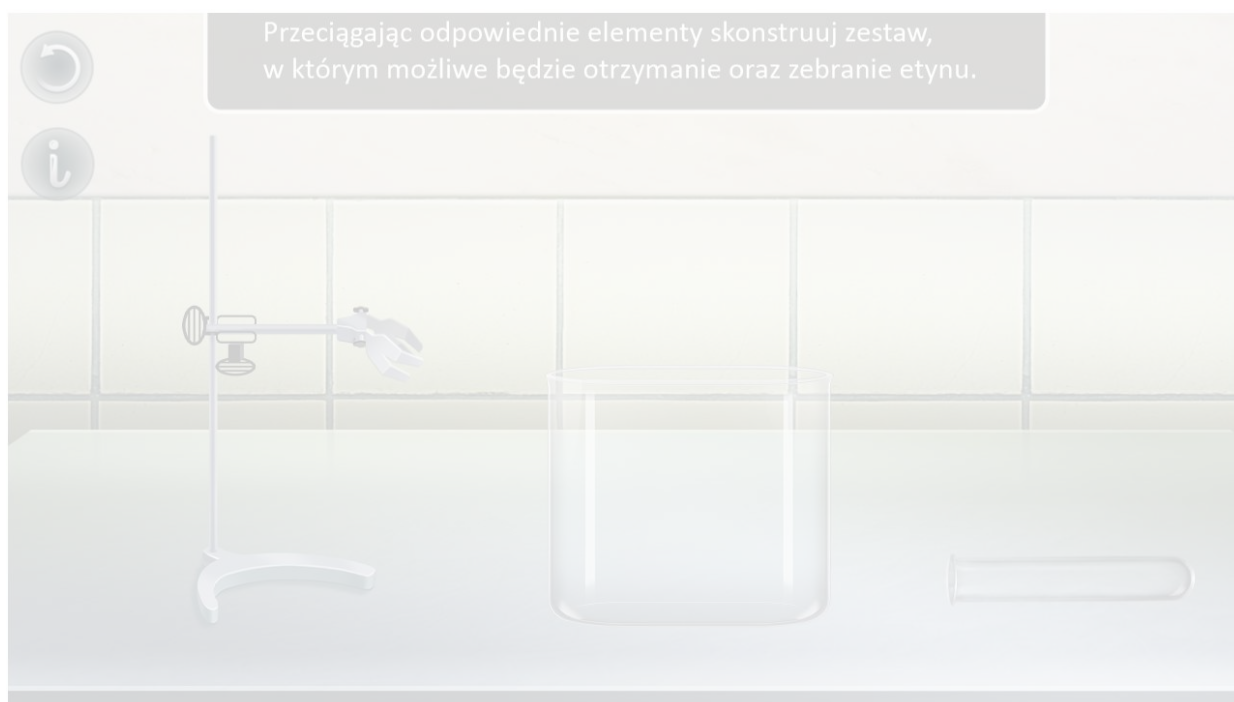 Przeciągając odpowiednie elementy skonstruuj zestaw,
w którym możliwe będzie otrzymanie oraz zebranie etynu.
i